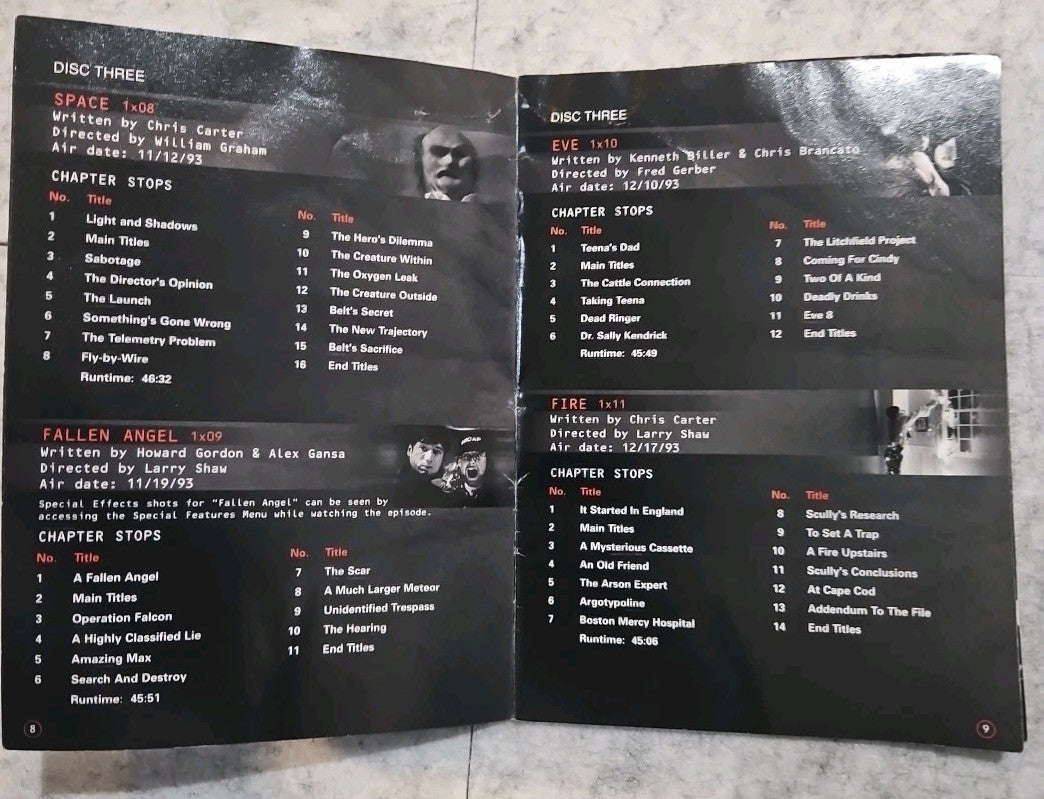 DISC THREE
SPACE 1x08
Written by Chris Carter
Directed by William Graham
Air date: 11/12/93
CHAPTER STOPS
No. Title
1 Light and Shadows
2 Main Titles
3 Sabotage
4 The Director's Opinion
5 The Launch
6 Something's Gone Wrong
7 The Telemetry Problem
8 Fly-by-Wire
Runtime: 46:32
No. Title
9 The Hero's Dilemma
10 The Creature Within
11 The Oxygen Leak
12 The Creature Outside
13 Belt's Secret
14 The New Trajectory
15 Belt's Sacrifice
16 End Titles
FALLEN ANGEL 1x09
Written by Howard Gordon & Alex Gansa
Directed by Larry Shaw
Air date: 11/19/93
Special Effects shots for "Fallen Angel" can be seen by
accessing the Special Features Menu while watching the episode.
CHAPTER STOPS
No. Title
1 A Fallen Angel
2 Main Titles
3 Operation Falcon
4 A Highly Classified Lie
5 Amazing Max
6 Search And Destroy
Runtime: 45:51
No. Title
7 The Scar
8 A Much Larger Meteor
9 Unidentified Trespass
10 The Hearing
11 End Titles
8
DISC THREE
EVE 1x10
Written by Kenneth Biller & Chris Brancato
Directed by Fred Gerber
Air date: 12/10/93
CHAPTER STOPS
No. Title
1 Teena's Dad
2 Main Titles
3 The Cattle Connection
4 Taking Teena
5 Dead Ringer
6 Dr. Sally Kendrick
Runtime: 45:49
No. Title
7 The Litchfield Project
8 Coming For Cindy
9 Two Of A Kind
10 Deadly Drinks
11 Eve 8
12 End Titles
FIRE 1x11
Written by Chris Carter
Directed by Larry Shaw
Air date: 12/17/93
CHAPTER STOPS
No. Title
1 It Started In England
2 Main Titles
3 A Mysterious Cassette
4 An Old Friend
5 The Arson Expert
6 Argotypoline
7 Boston Mercy Hospital
Runtime: 45:06
No. Title
8 Scully's Research
9 To Set A Trap
10 A Fire Upstairs
11 Scully's Conclusions
12 At Cape Cod
13 Addendum To The File
14 End Titles
9